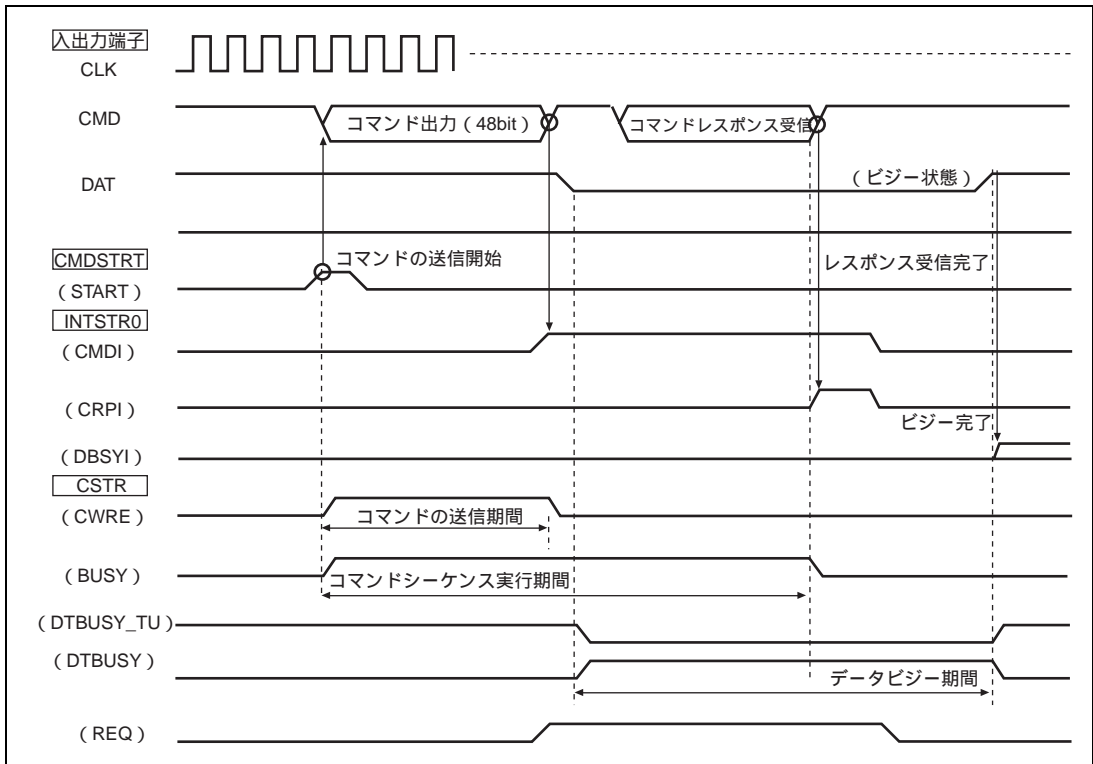 入出力端子
CLK
CMD
コマンド出力（48bit）
コマンドレスポンス受信
DAT
（ビジー状態）
CMDSTRT
コマンドの送信開始
レスポンス受信完了
（START）
INTSTR0
（CMDI）
（CRPI）
ビジー完了
（DBSYI）
CSTR
（CWRE）
コマンドの送信期間
（BUSY）
コマンドシーケンス実行期間
（DTBUSY_TU）
（DTBUSY）
データビジー期間
（REQ）